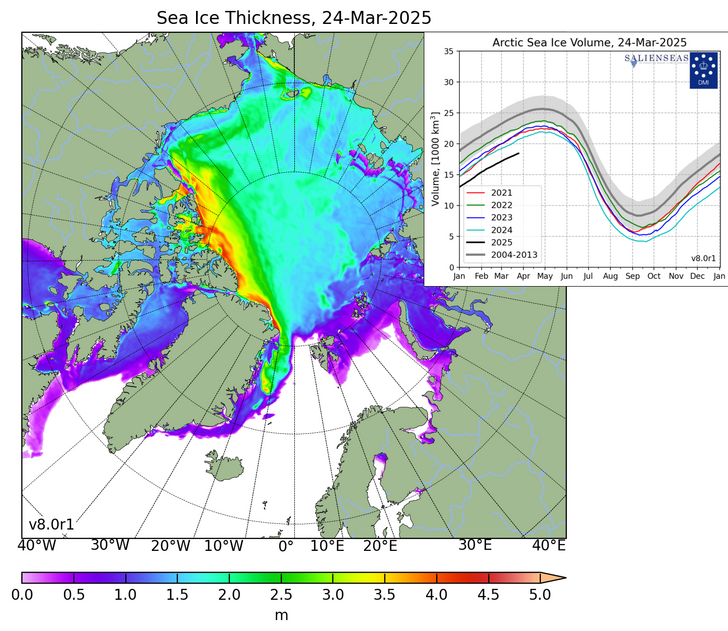 Sea Ice Thickness, 24-Mar-2025
Arctic Sea Ice Volume, 24-Mar-2025
SALIENSEAS
DMI
Volume, [1000 km³]
35
30
25
20
15
10
5
0
2021
2022
2023
2024
2025
2004-2013
v8.0r1
Jan Feb Mar Apr May Jun Jul Aug Sep Oct Nov Dec Jan
v8.0r1
40°W 30°W 20°W 10°W 0° 10°E 20°E 30°E 40°E
0.0 0.5 1.0 1.5 2.0 2.5 3.0 3.5 4.0 4.5 5.0
m